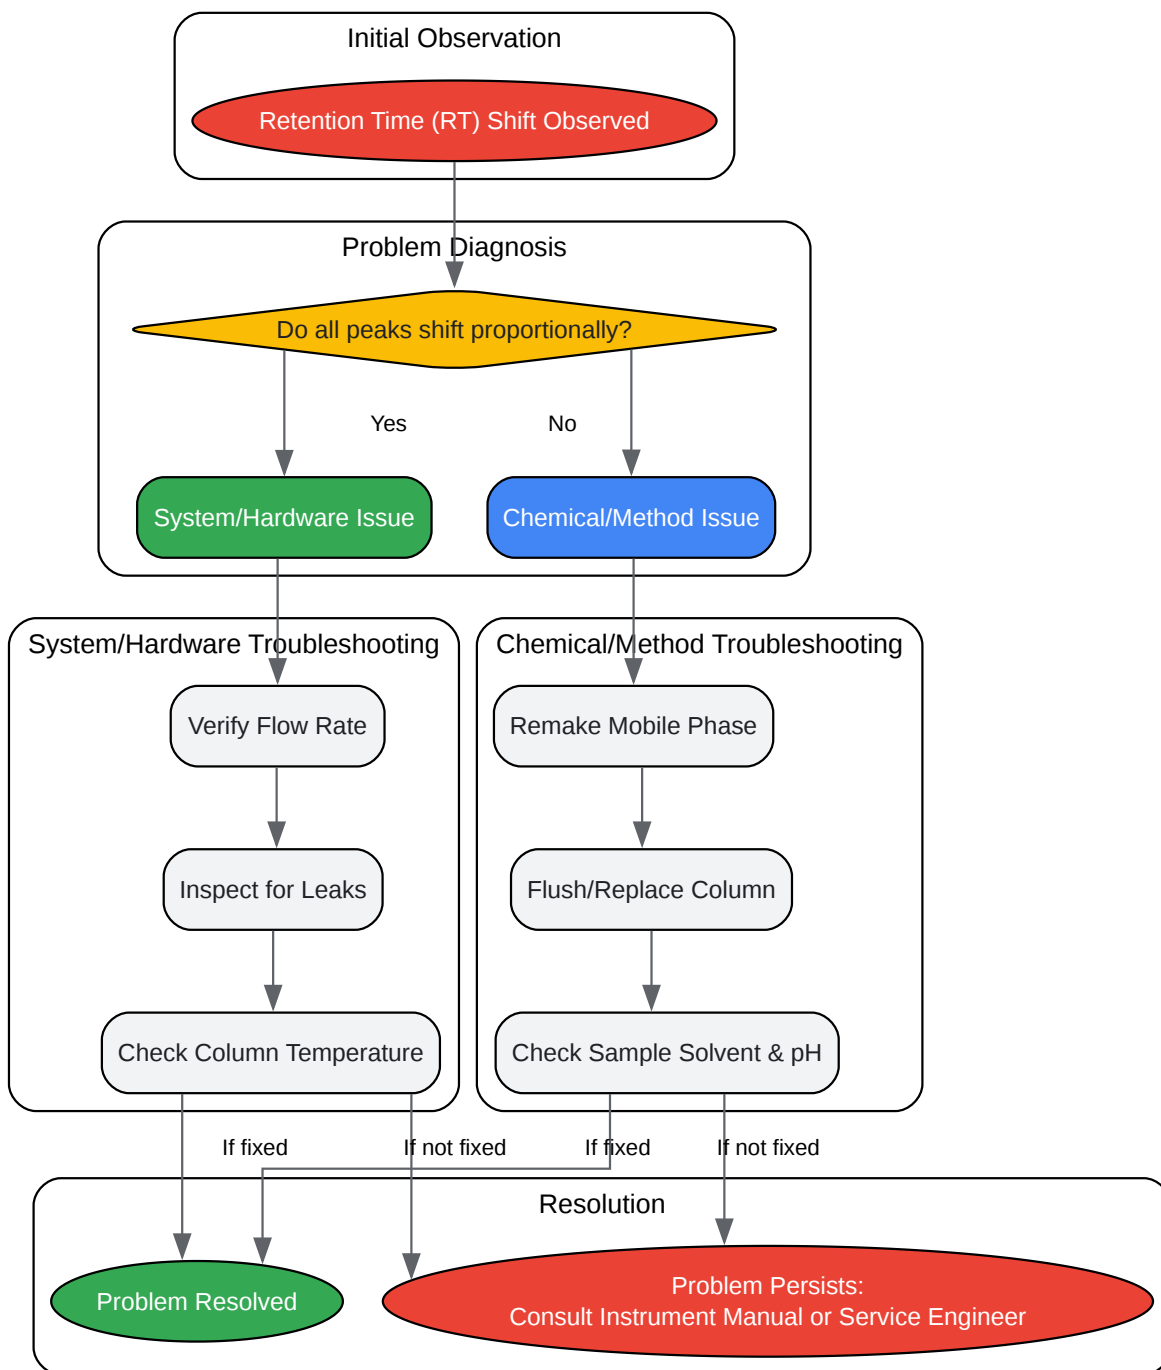 Initial Observation
Retention Time (RT) Shift Observed
Problem Diagnosis
Do all peaks shift proportionally?
Yes
No
System/Hardware Issue
Chemical/Method Issue
System/Hardware Troubleshooting
Chemical/Method Troubleshooting
Verify Flow Rate
Remake Mobile Phase
Inspect for Leaks
Flush/Replace Column
Check Column Temperature
Check Sample Solvent & pH
If fixed
If not fixed
If fixed
If not fixed
Resolution
Problem Resolved
Problem Persists:
Consult Instrument Manual or Service Engineer